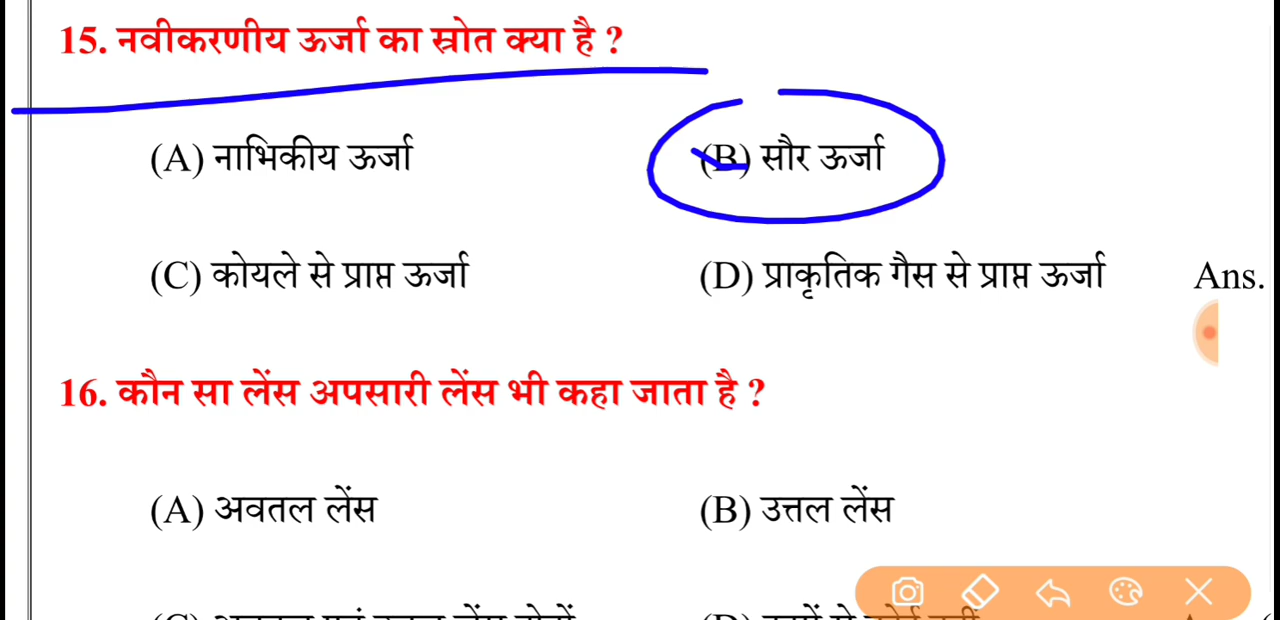 15. नवीकरणीय ऊर्जा का स्रोत क्या है ?
(A) नाभिकीय ऊर्जा (B) सौर ऊर्जा
(C) कोयले से प्राप्त ऊर्जा (D) प्राकृतिक गैस से प्राप्त ऊर्जा Ans.
16. कौन सा लेंस अपसारी लेंस भी कहा जाता है ?
(A) अवतल लेंस (B) उत्तल लेंस